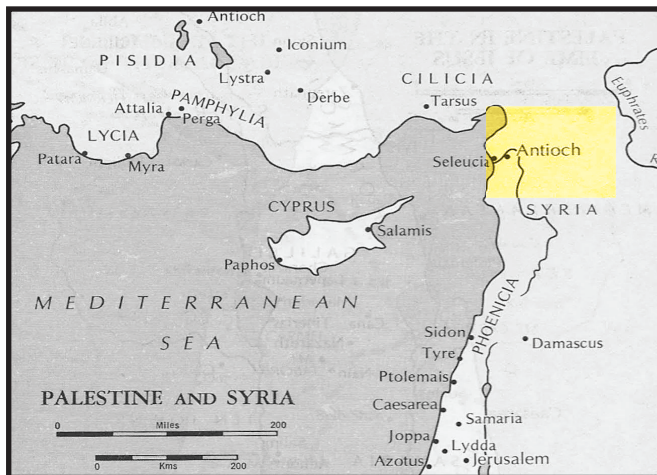 Antioch
PISIDIA
Iconium
Lystra
Derbe
CILICIA
Tarsus
Euphrates
PAMPHYLIA
Attalia
Perga
LYCIA
Patara
Myra
Seleucia
Antioch
SYRIA
CYPRUS
Salamis
Paphos
MEDITERRANEAN
SEA
PHOENICIA
Sidon
Damascus
Tyre
Ptolemais
PALESTINE AND SYRIA
Caesarea
Miles
0 200
Samaria
Joppa
Lydda
Kms
0 200
Azotus
Jerusalem